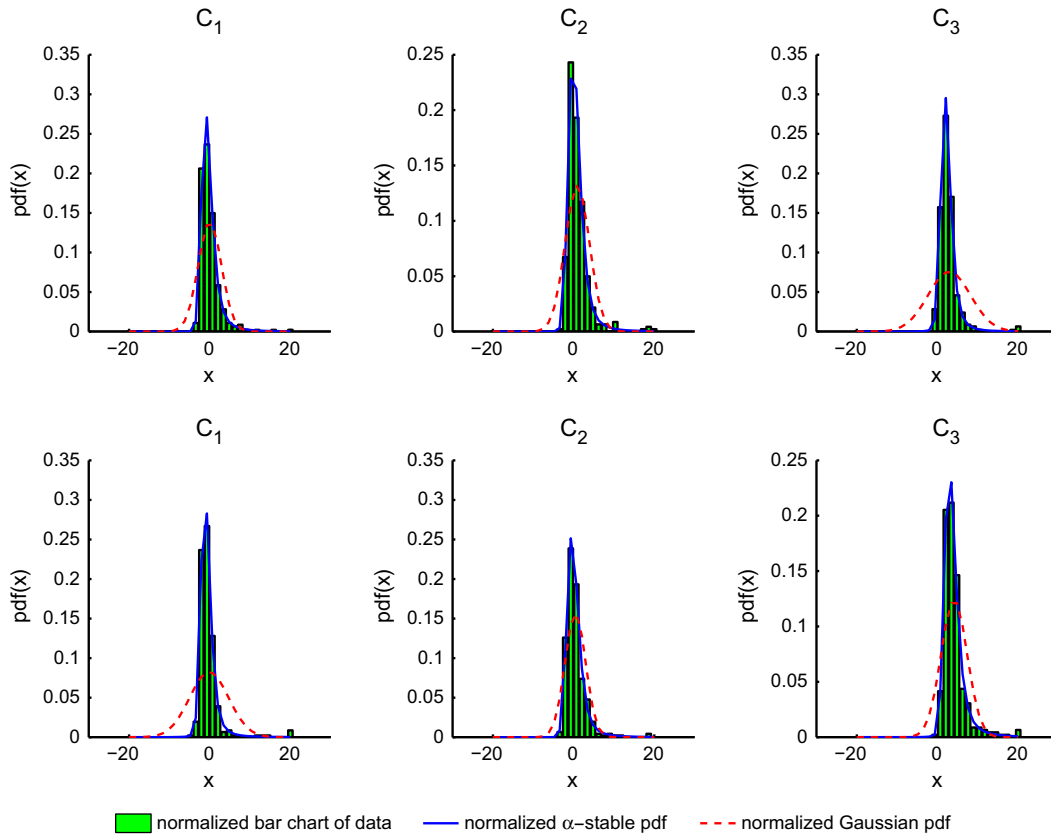 C1
0.35
0.3
0.25
0.2
0.15
0.1
0.05
0
pdf(x)
−20 0 20
x
C2
0.25
0.2
0.15
0.1
0.05
0
pdf(x)
−20 0 20
x
C3
0.35
0.3
0.25
0.2
0.15
0.1
0.05
0
pdf(x)
−20 0 20
x
C1
0.35
0.3
0.25
0.2
0.15
0.1
0.05
0
pdf(x)
−20 0 20
x
C2
0.35
0.3
0.25
0.2
0.15
0.1
0.05
0
pdf(x)
−20 0 20
x
C3
0.25
0.2
0.15
0.1
0.05
0
pdf(x)
−20 0 20
x
normalized bar chart of data normalized α-stable pdf normalized Gaussian pdf